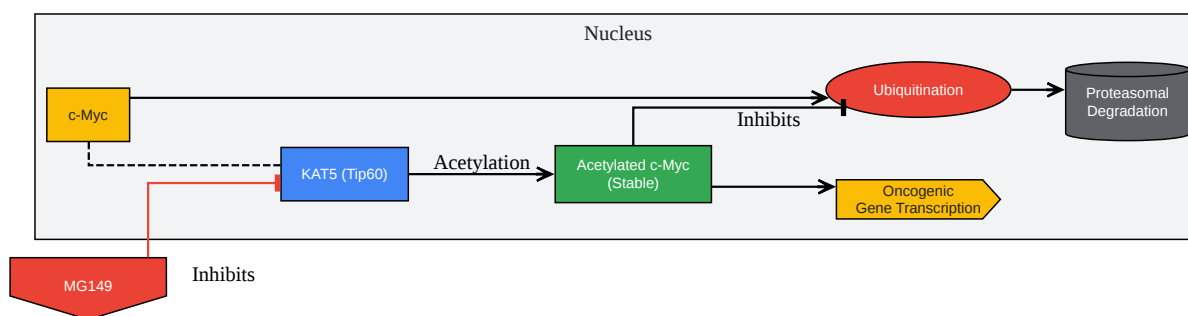 Nucleus
Ubiquitination
Proteasomal
Degradation
c-Myc
Inhibits
KAT5 (Tip60)
Acetylation
Acetylated c-Myc
(Stable)
Oncogenic
Gene Transcription
MG149
Inhibits